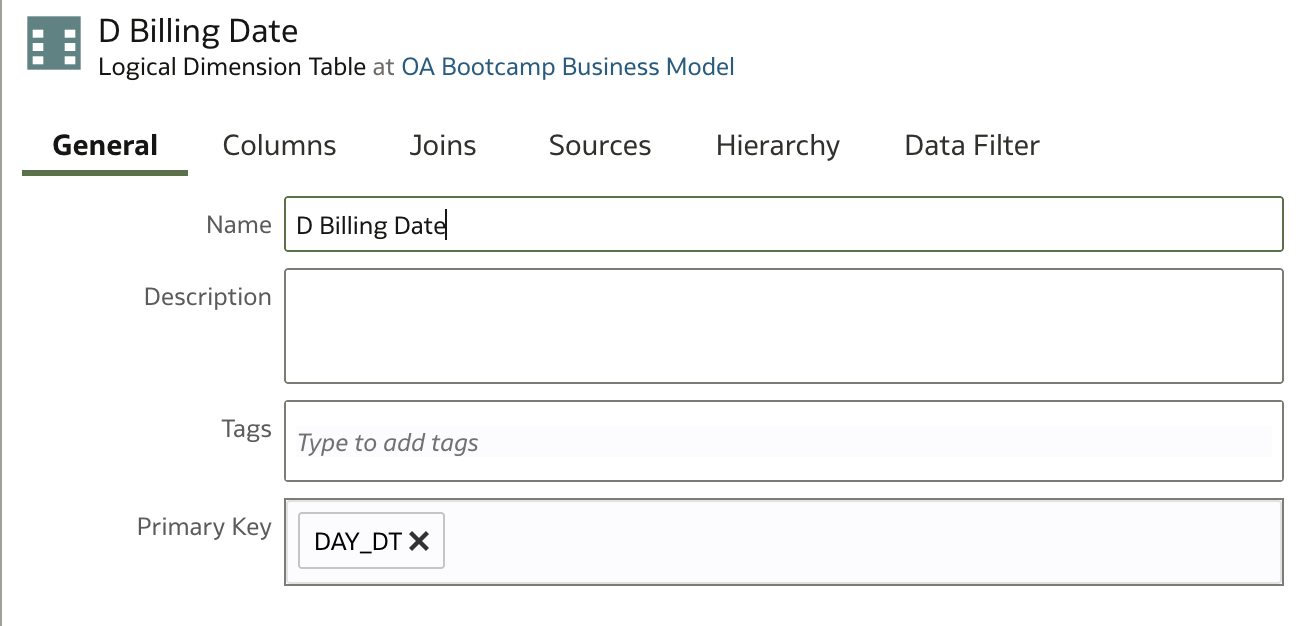 D Billing Date
Logical Dimension Table at OA Bootcamp Business Model
General Columns Joins Sources Hierarchy Data Filter
Name D Billing Date
Description
Tags Type to add tags
Primary Key DAY_DT